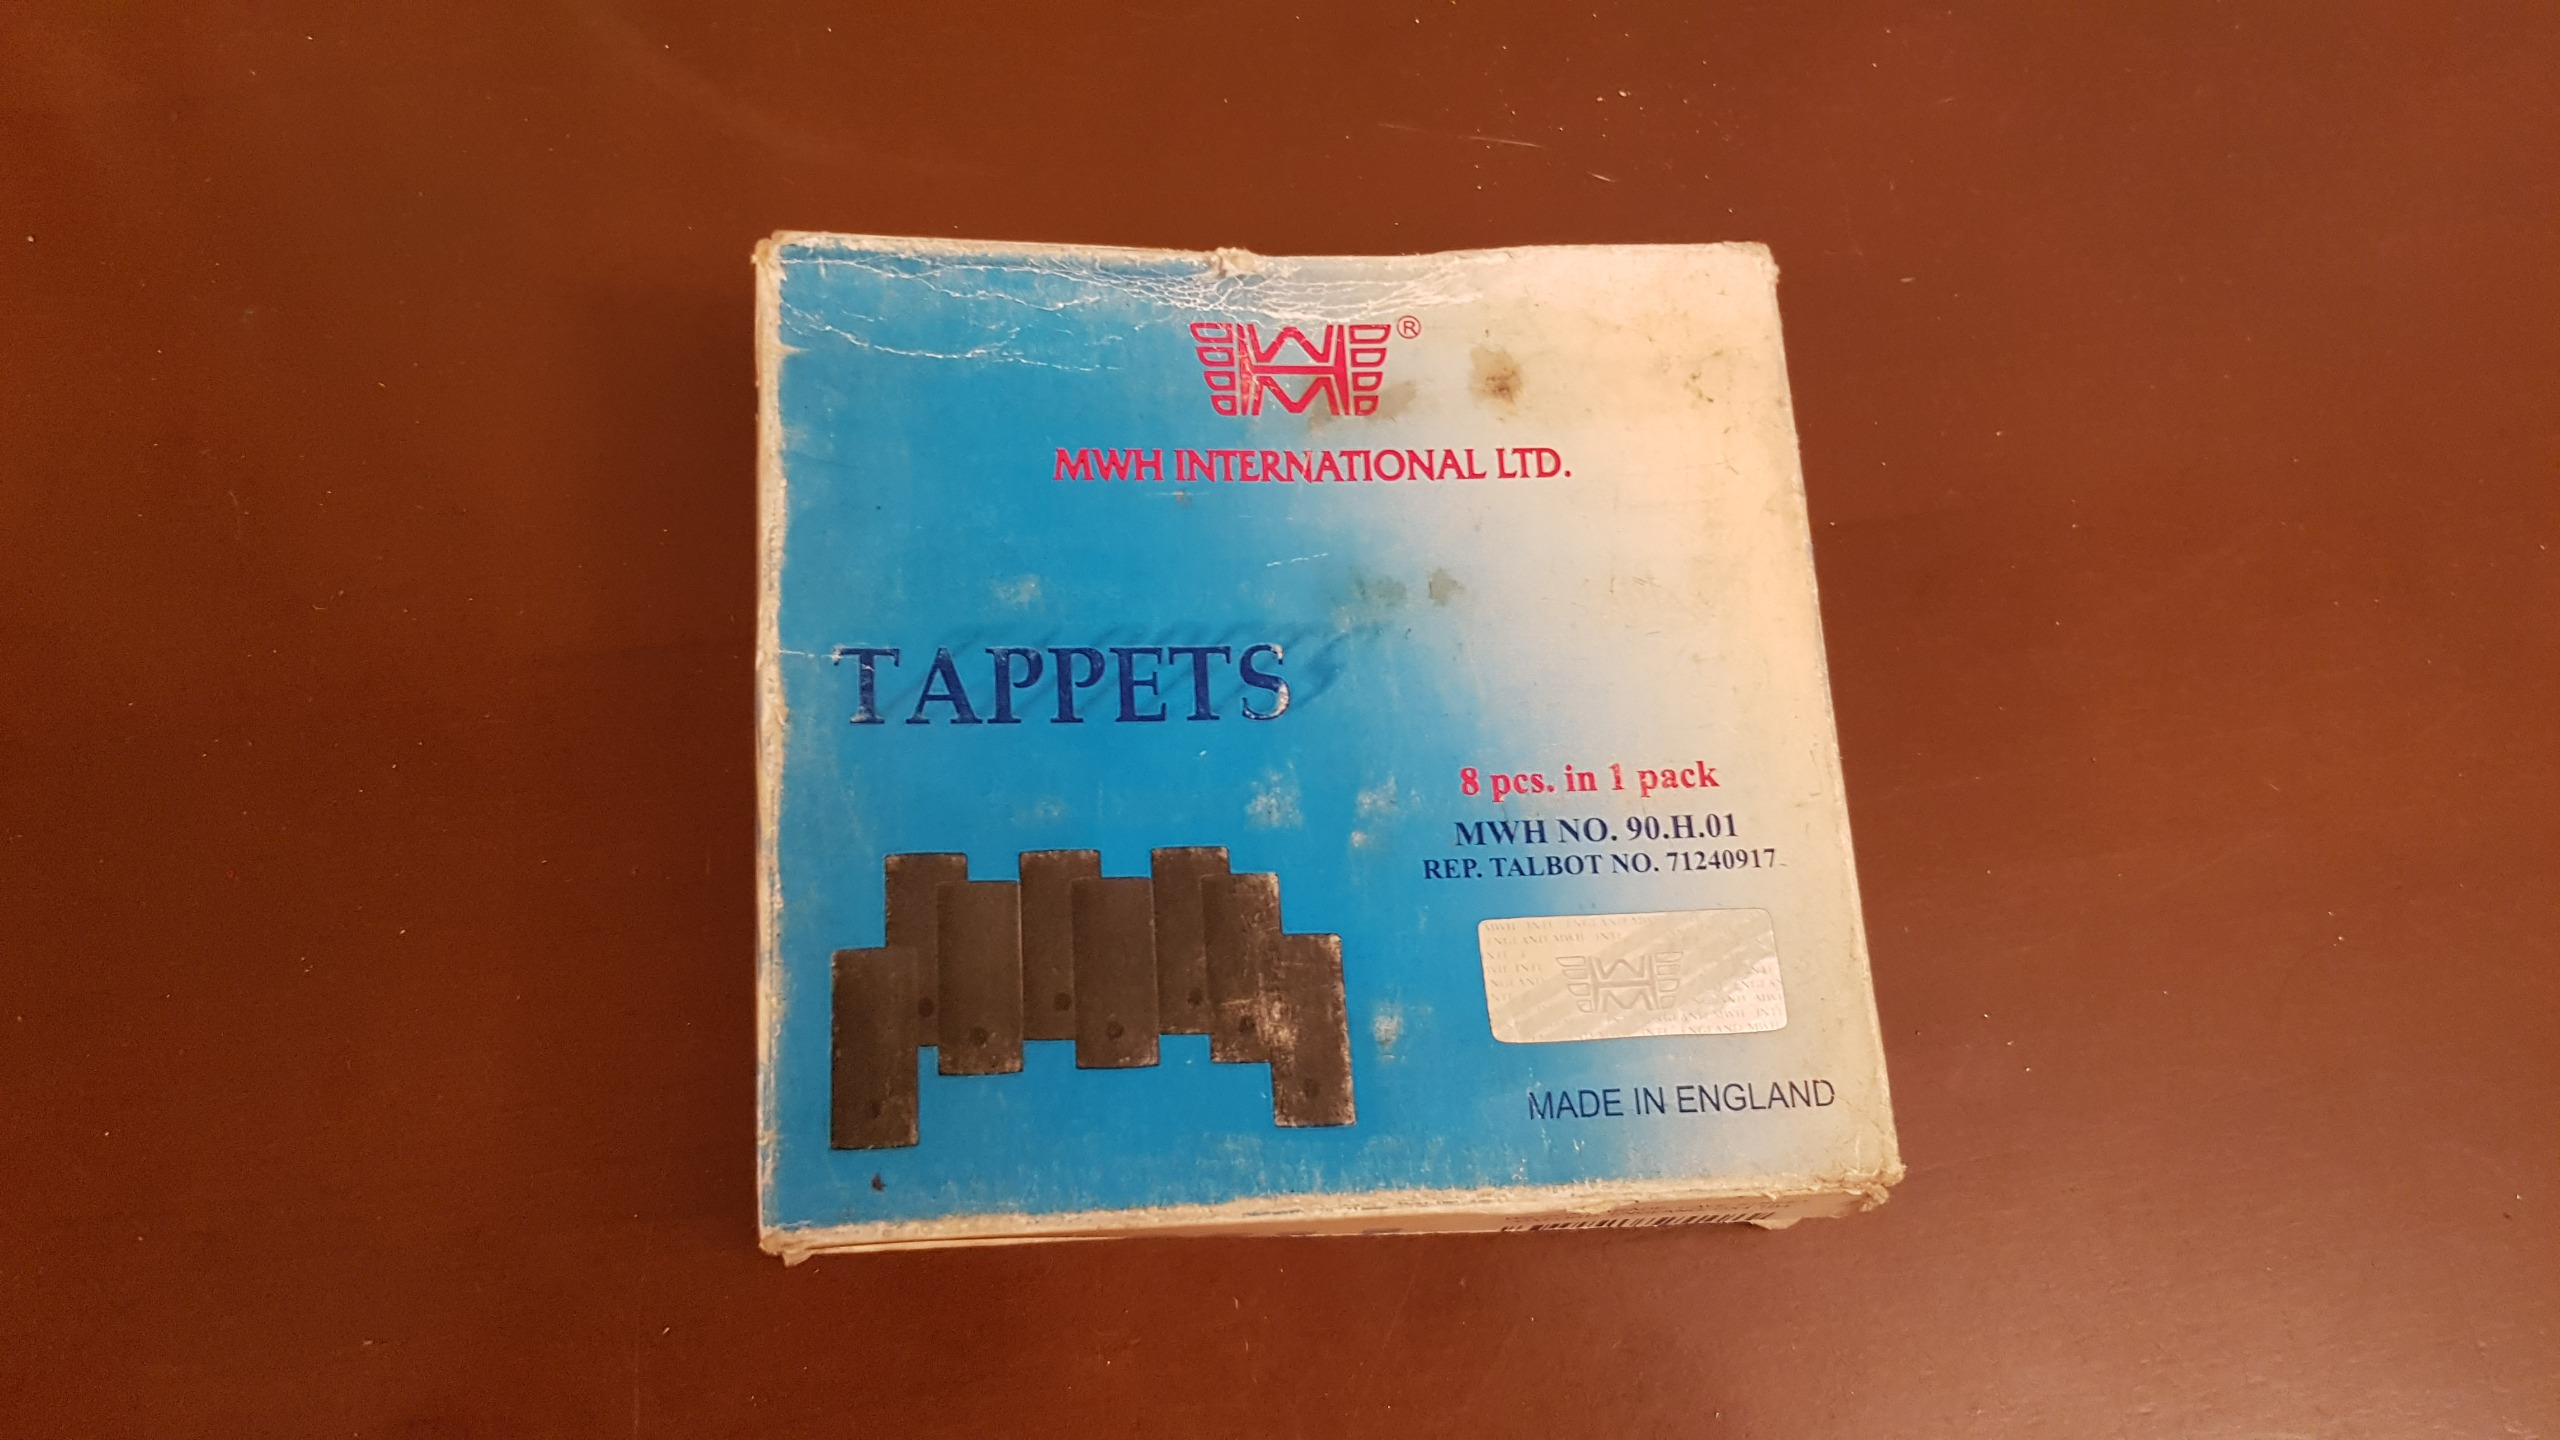 MWH
®
MWH INTERNATIONAL LTD.
TAPPETS
8 pcs. in 1 pack
MWH NO. 90.H.01
REP. TALBOT NO. 71240917
MADE IN ENGLAND